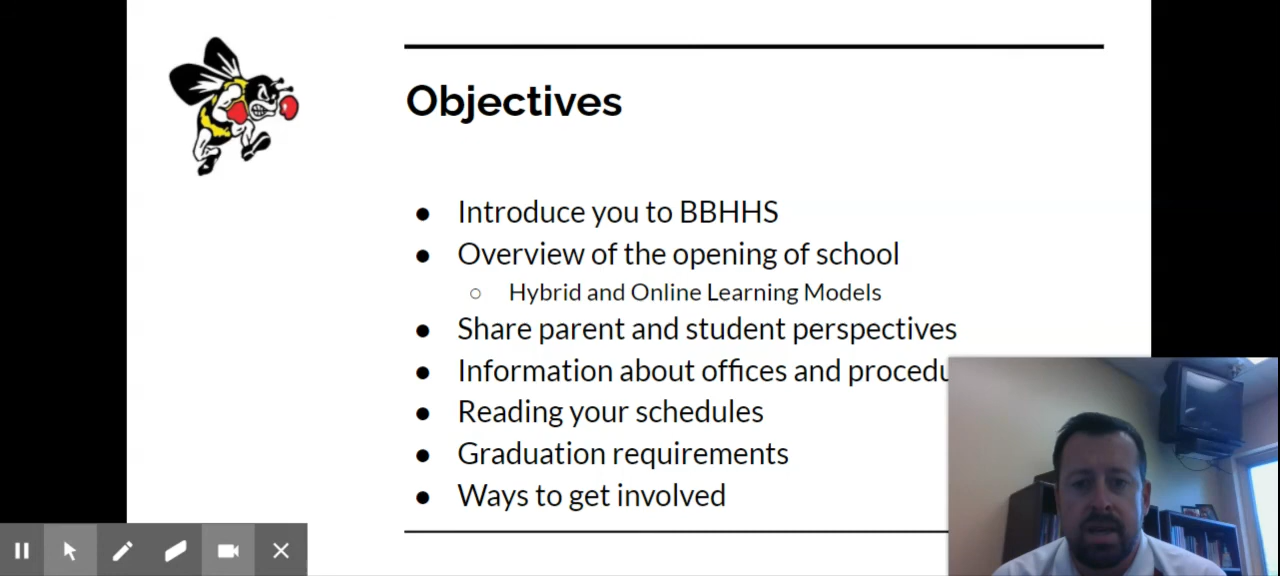 Objectives
● Introduce you to BBHHS
● Overview of the opening of school
○ Hybrid and Online Learning Models
● Share parent and student perspectives
● Information about offices and
● Reading your schedules
● Graduation requirements
● Ways to get involved